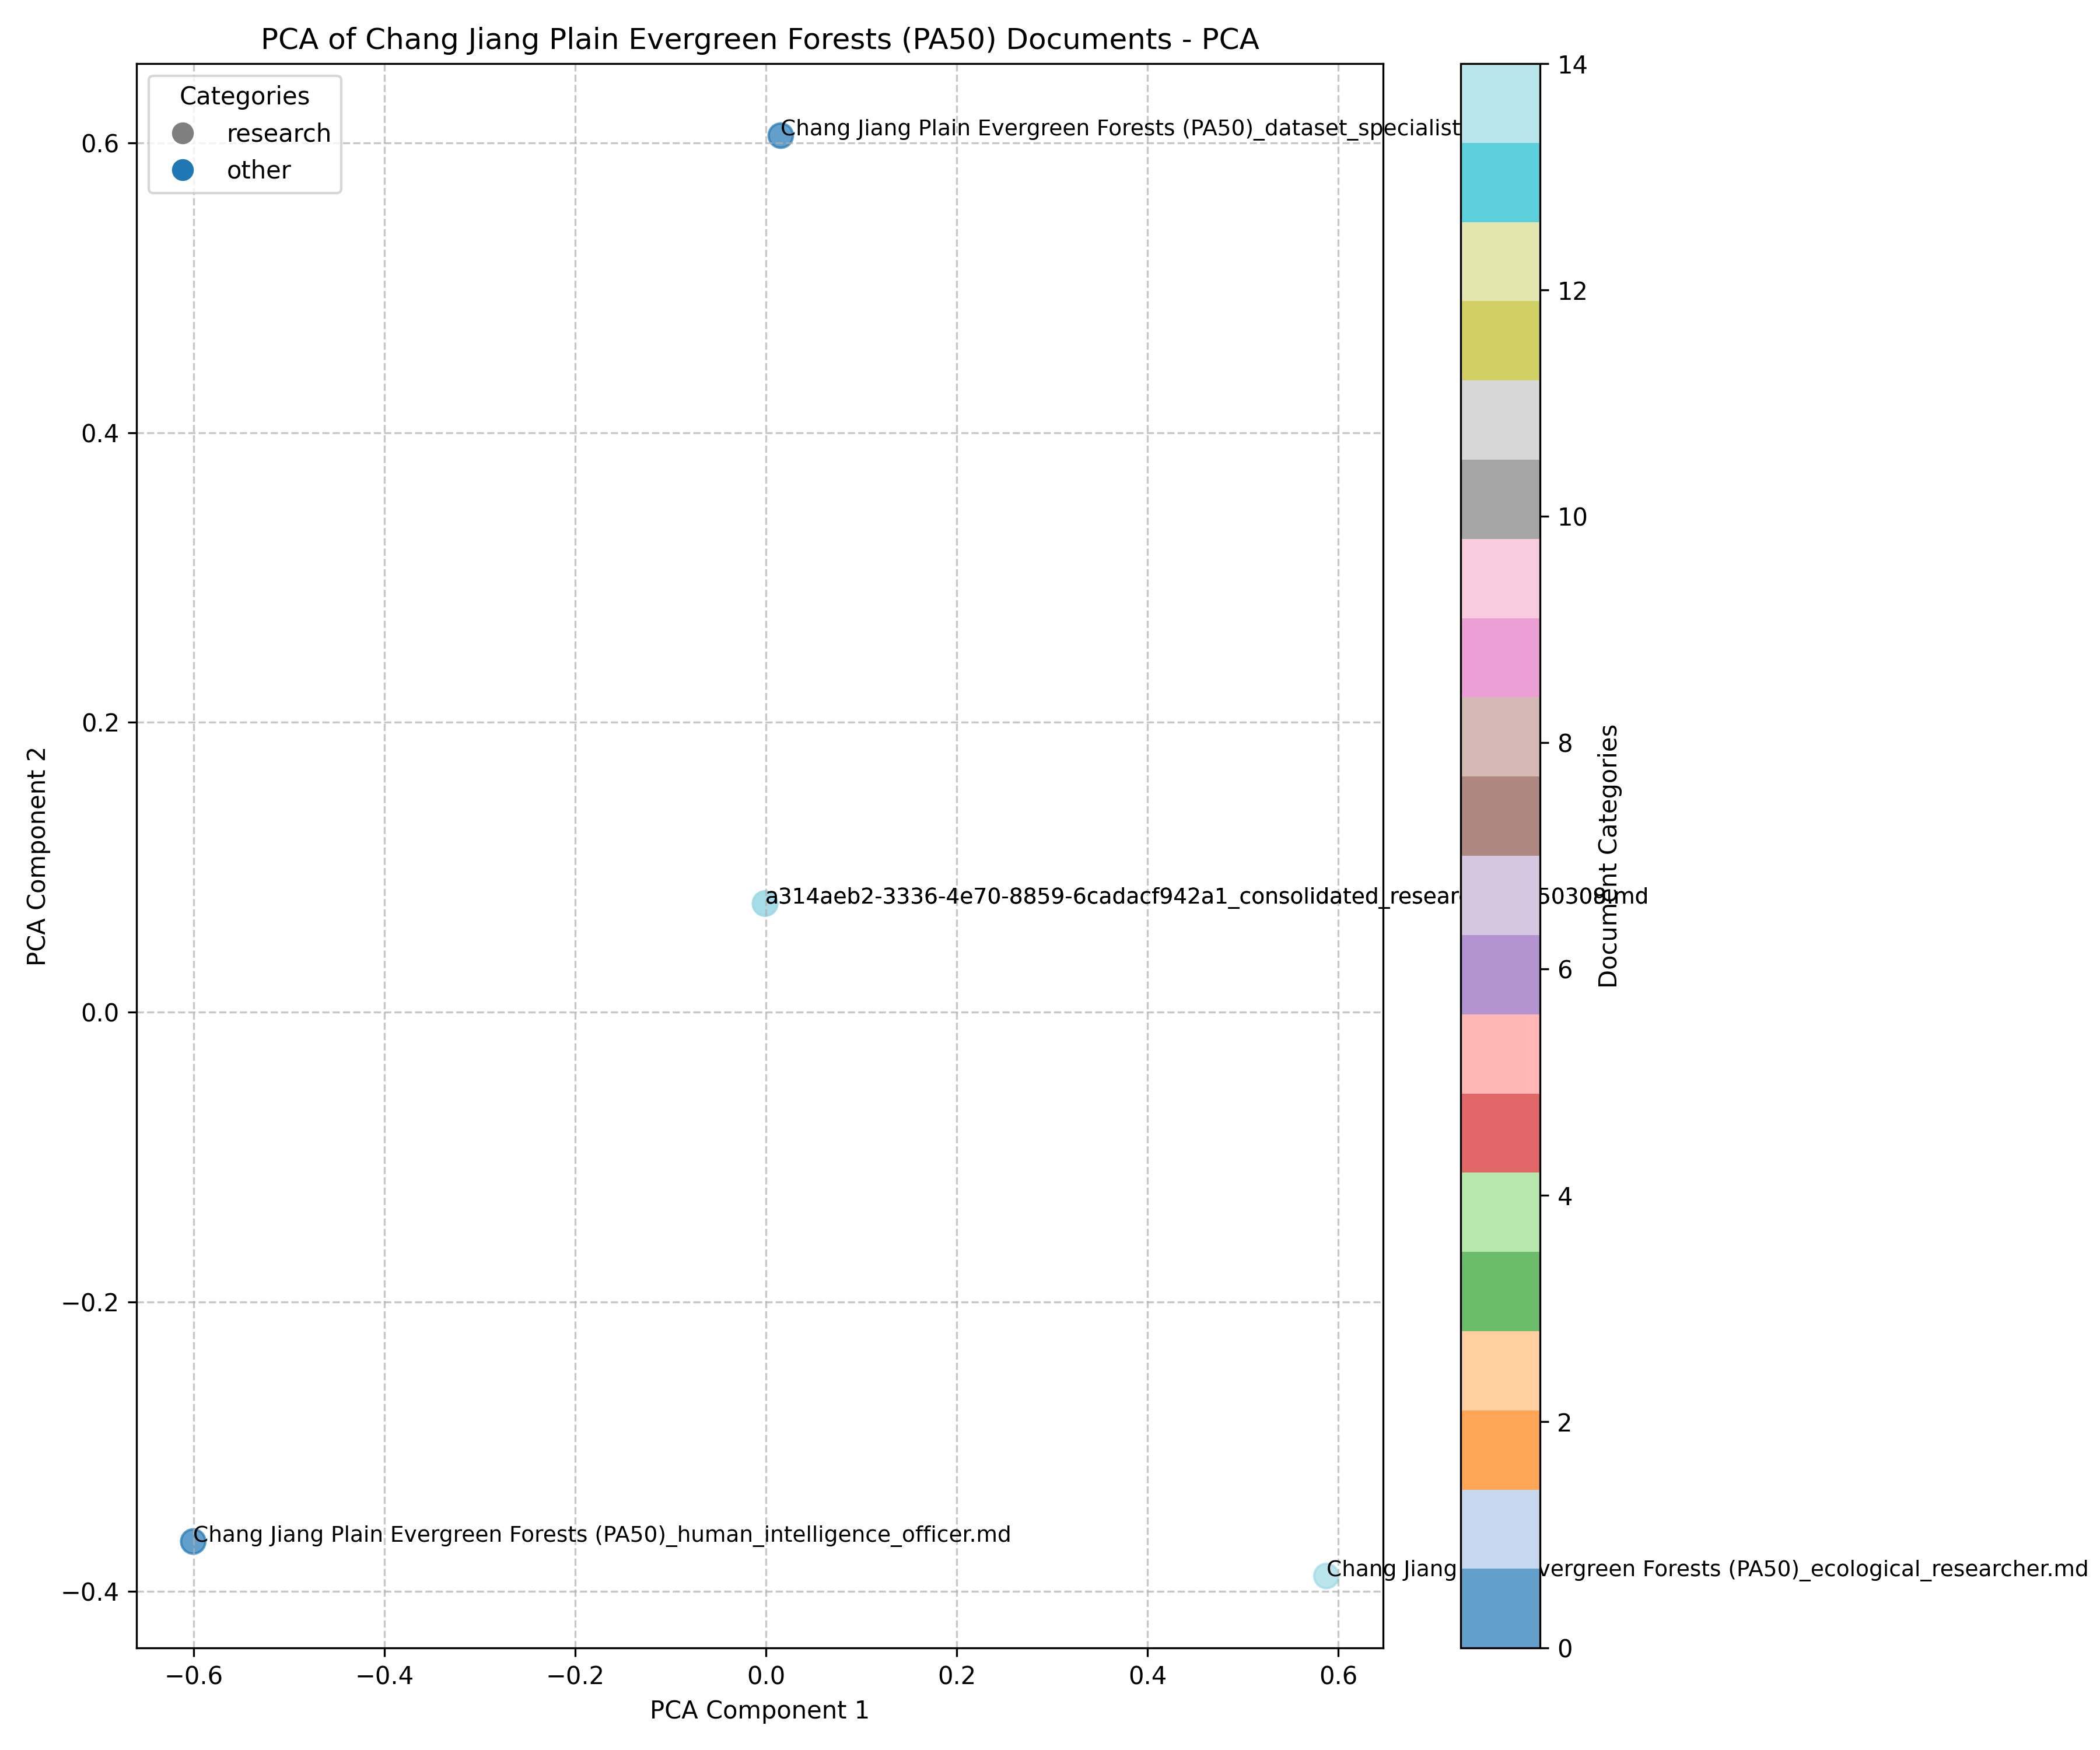 PCA of Chang Jiang Plain Evergreen Forests (PA50) Documents - PCA
Categories
research
other
Chang Jiang Plain Evergreen Forests (PA50)_dataset_specialist
a314aeb2-3336-4e70-8859-6cadacf942a1_consolidated_resear 50308.md
Chang Jiang Plain Evergreen Forests (PA50)_human_intelligence_officer.md
Chang Jiang vergreen Forests (PA50)_ecological_researcher.md
PCA Component 2
0.6
0.4
0.2
0.0
−0.2
−0.4
−0.6
−0.4
−0.2
0.0
0.2
0.4
0.6
PCA Component 1
14
12
10
8
6
4
2
0
Document Categories